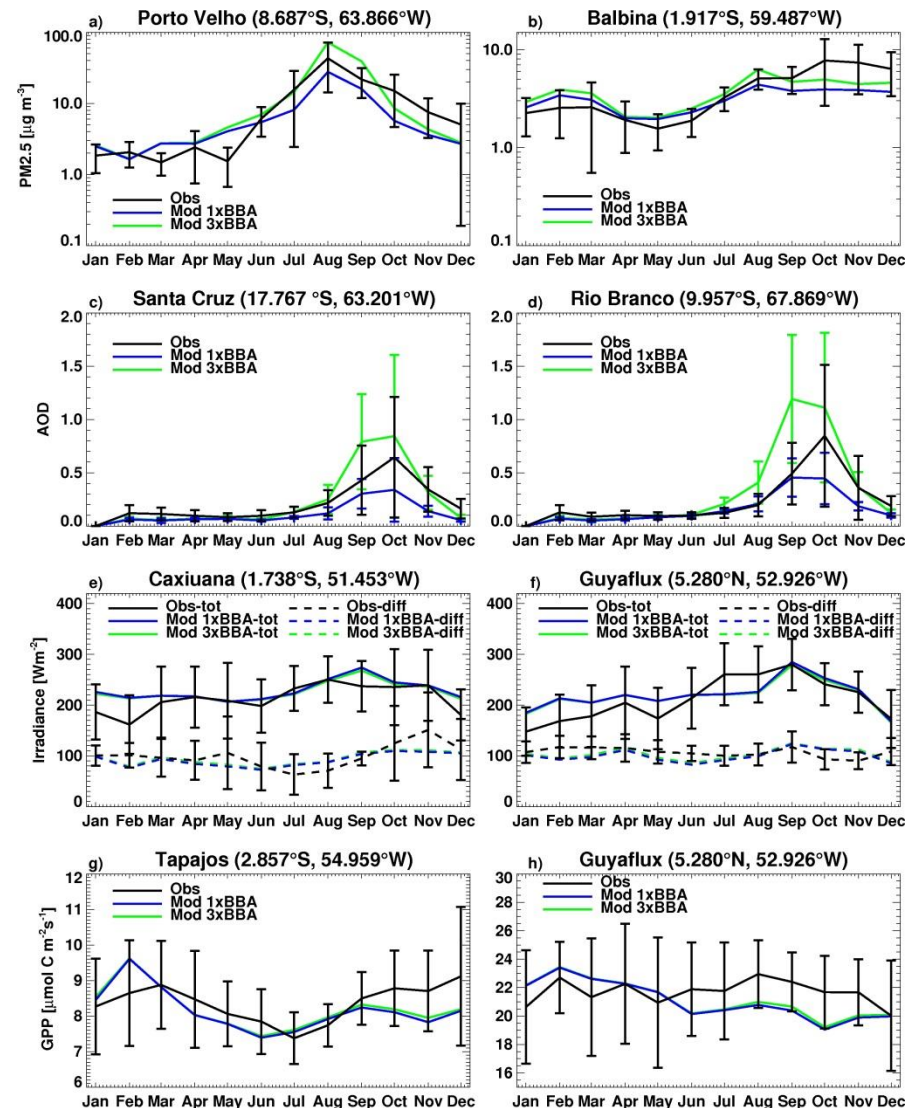 a) Porto Velho (8.687°S, 63.866°W)
100.0
10.0
1.0
0.1
PM2.5 [μg m-3]
Obs
Mod 1xBBA
Mod 3xBBA
Jan Feb Mar Apr May Jun Jul Aug Sep Oct Nov Dec
b) Balbina (1.917°S, 59.487°W)
10.0
1.0
0.1
Obs
Mod 1xBBA
Mod 3xBBA
Jan Feb Mar Apr May Jun Jul Aug Sep Oct Nov Dec
c) Santa Cruz (17.767 °S, 63.201°W)
2.0
1.5
1.0
0.5
0.0
AOD
Obs
Mod 1xBBA
Mod 3xBBA
Jan Feb Mar Apr May Jun Jul Aug Sep Oct Nov Dec
d) Rio Branco (9.957°S, 67.869°W)
2.0
1.5
1.0
0.5
0.0
Obs
Mod 1xBBA
Mod 3xBBA
Jan Feb Mar Apr May Jun Jul Aug Sep Oct Nov Dec
e) Caxiuana (1.738°S, 51.453°W)
400
300
200
100
0
Irradiance [Wm-2]
Obs-tot Obs-diff
Mod 1xBBA-tot Mod 1xBBA-diff
Mod 3xBBA-tot Mod 3xBBA-diff
Jan Feb Mar Apr May Jun Jul Aug Sep Oct Nov Dec
f) Guyaflux (5.280°N, 52.926°W)
400
300
200
100
0
Obs-tot Obs-diff
Mod 1xBBA-tot Mod 1xBBA-diff
Mod 3xBBA-tot Mod 3xBBA-diff
Jan Feb Mar Apr May Jun Jul Aug Sep Oct Nov Dec
g) Tapajos (2.857°S, 54.959°W)
12
11
10
9
8
7
6
GPP [μmol C m-2s-1]
Obs
Mod 1xBBA
Mod 3xBBA
Jan Feb Mar Apr May Jun Jul Aug Sep Oct Nov Dec
h) Guyaflux (5.280°N, 52.926°W)
30
28
26
24
22
20
18
16
Obs
Mod 1xBBA
Mod 3xBBA
Jan Feb Mar Apr May Jun Jul Aug Sep Oct Nov Dec